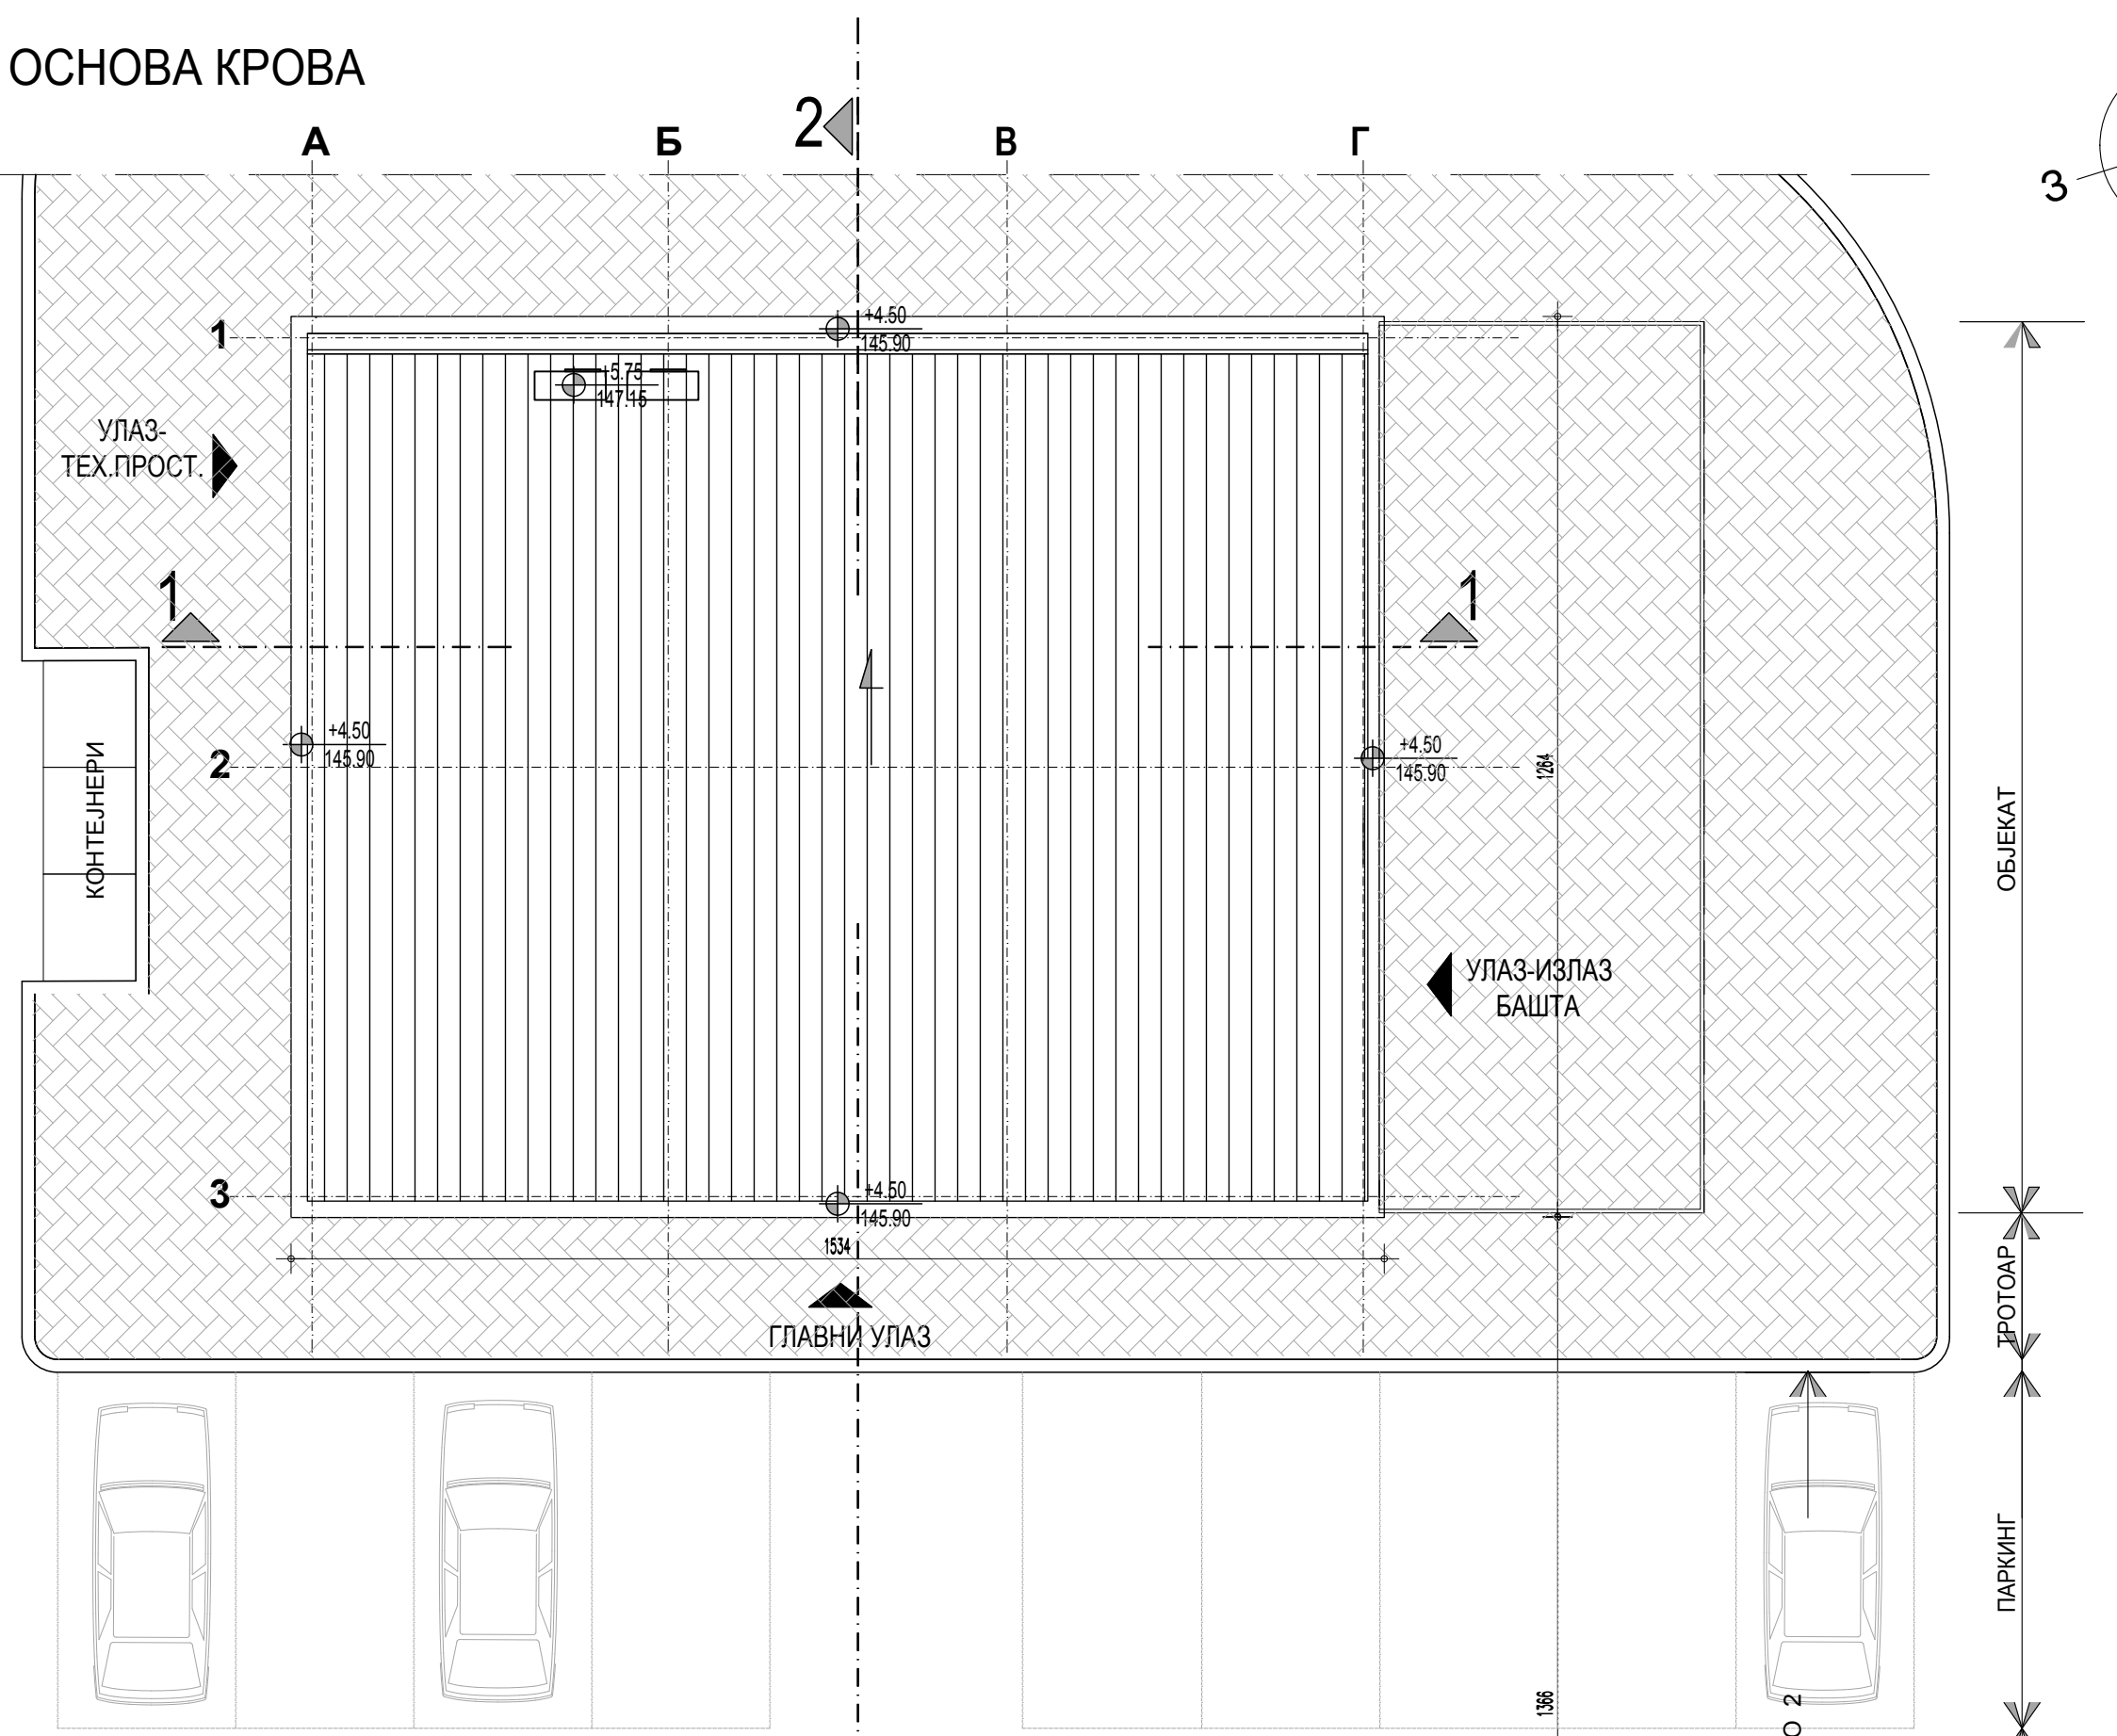 ОСНОВА КРОВА
2
А
Б
В
Г
З
1
+4.50
145.90
+5.75
147.15
УЛАЗ-
ТЕХ.ПРОСТ.
1
1
+4.50
145.90
2
+4.50
145.90
1264
КОНТЕЈНЕРИ
ОБЈЕКАТ
УЛАЗ-ИЗЛАЗ
БАШТА
3
+4.50
145.90
1534
ГЛАВНИ УЛАЗ
ТРОТОАР
ПАРКИНГ
1366
О 2